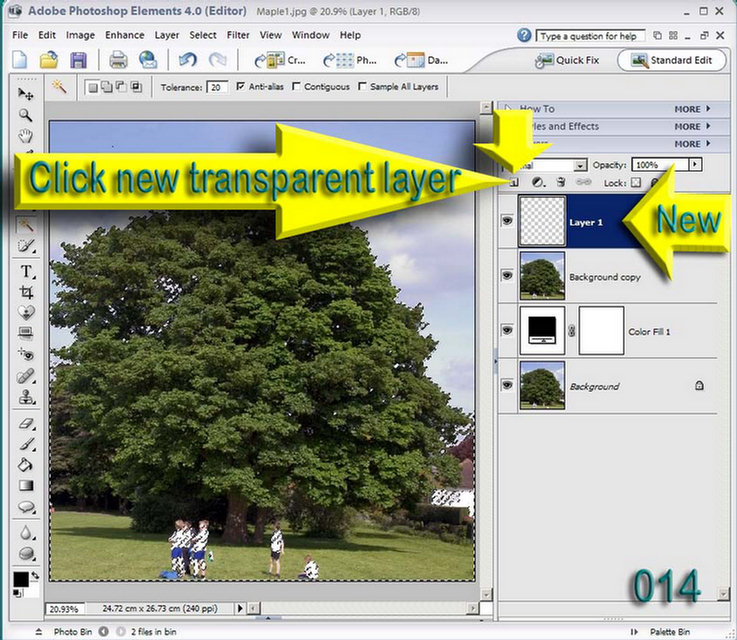 Adobe Photoshop Elements 4.0 (Editor) Maple1.jpg @ 20.9% (Layer 1, RGB/8)
File Edit Image Enhance Layer Select Filter View Window Help Type a question for help
Cr... Ph... Da... Quick Fix Standard Edit
Tolerance: 20 Anti-alias Contiguous Sample All Layers
How To MORE
and Effects MORE
MORE
Opacity: 100%
Click new transparent layer
Lock:
Layer 1
New
Background copy
Color Fill 1
Background
T
014
20.93% 24.72 cm x 26.73 cm (240 ppi)
Photo Bin 2 files in bin Palette Bin